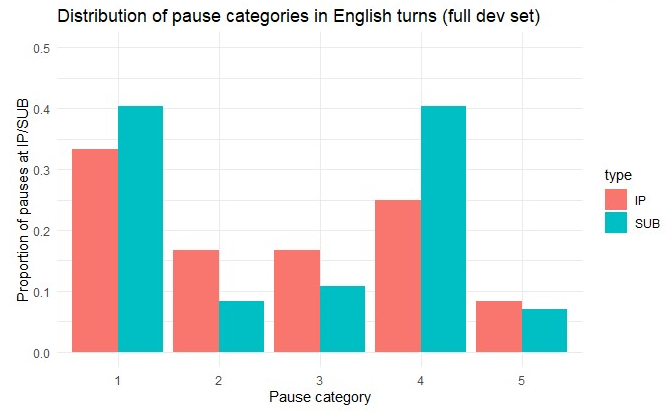 Distribution of pause categories in English turns (full dev set)
Proportion of pauses at IP/SUB
0.5
0.4
0.3
0.2
0.1
0.0
1 2 3 4 5
Pause category
type
IP
SUB